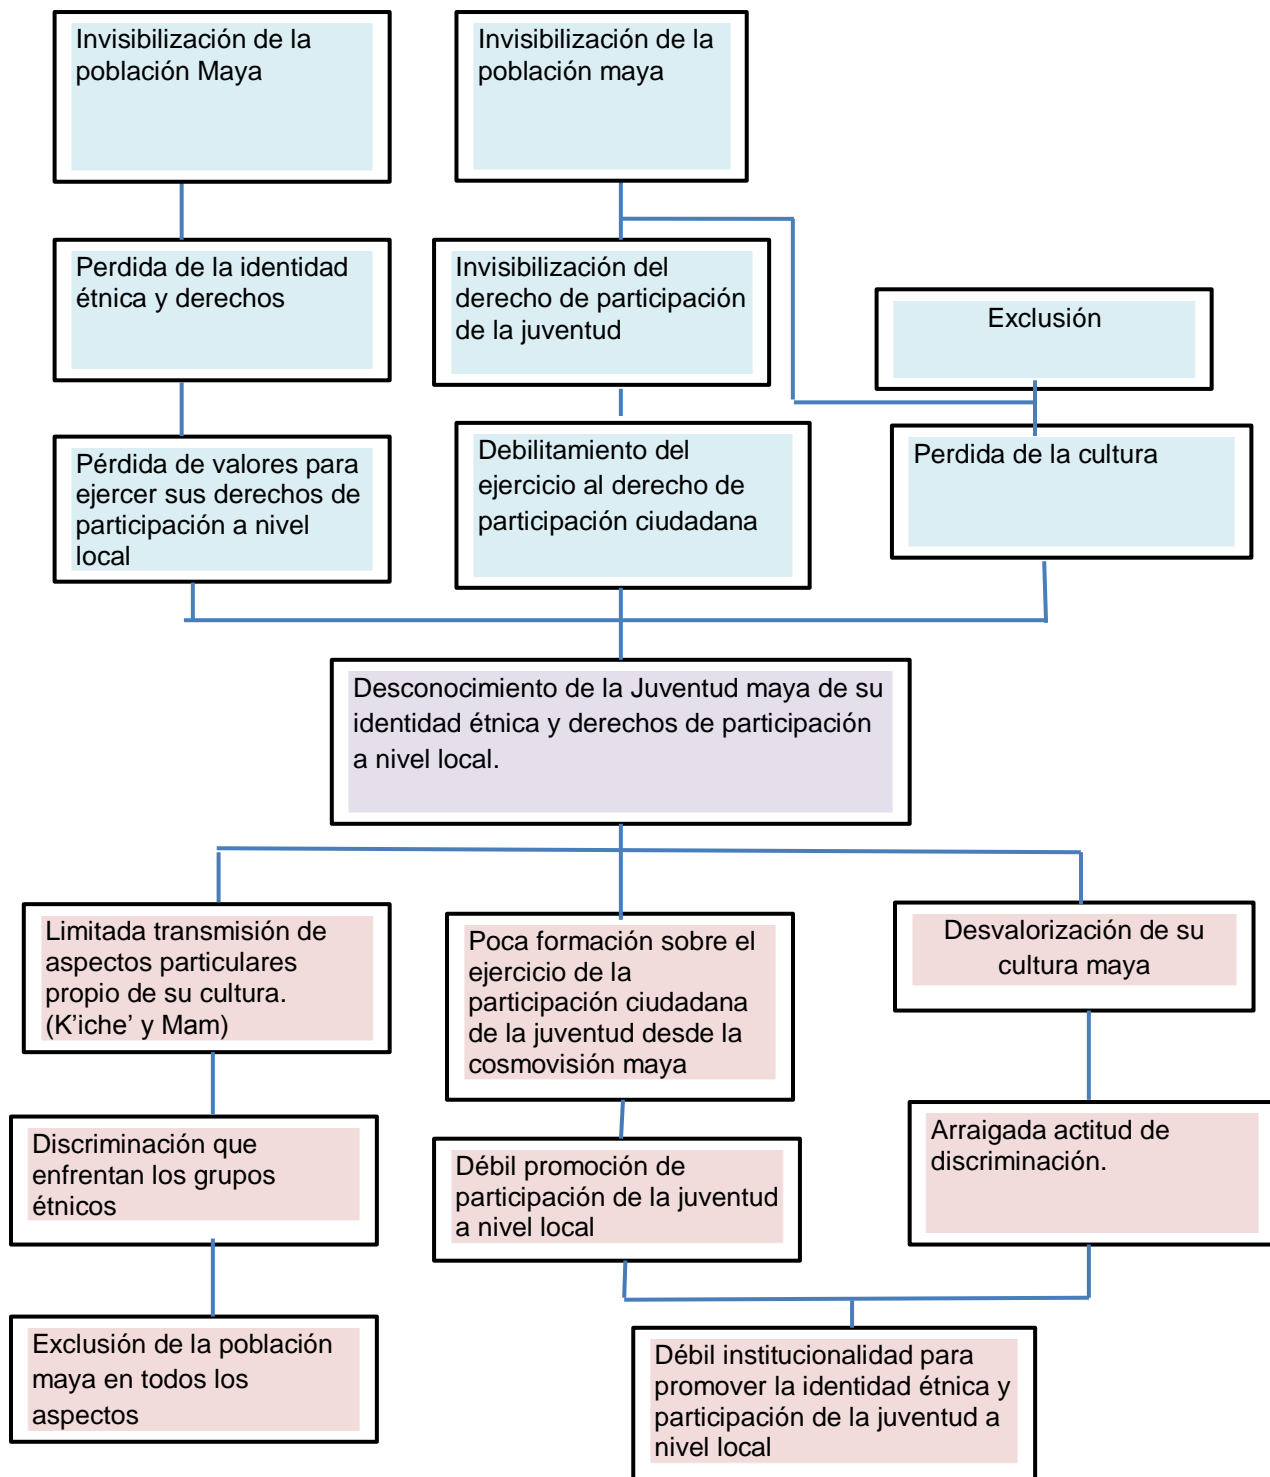 Invisibilización de la
población Maya
Invisibilización de la
población maya
Perdida de la identidad
étnica y derechos
Invisibilización del
derecho de participación
de la juventud
Exclusión
Pérdida de valores para
ejercer sus derechos de
participación a nivel
local
Debilitamiento del
ejercicio al derecho de
participación ciudadana
Perdida de la cultura
Desconocimiento de la Juventud maya de su
identidad étnica y derechos de participación
a nivel local.
Limitada transmisión de
aspectos particulares
propio de su cultura.
(K’iche’ y Mam)
Poca formación sobre el
ejercicio de la
participación ciudadana
de la juventud desde la
cosmovisión maya
Desvalorización de su
cultura maya
Discriminación que
enfrentan los grupos
étnicos
Débil promoción de
participación de la juventud
a nivel local
Arraigada actitud de
discriminación.
Exclusión de la población
maya en todos los
aspectos
Débil institucionalidad para
promover la identidad étnica y
participación de la juventud a
nivel local